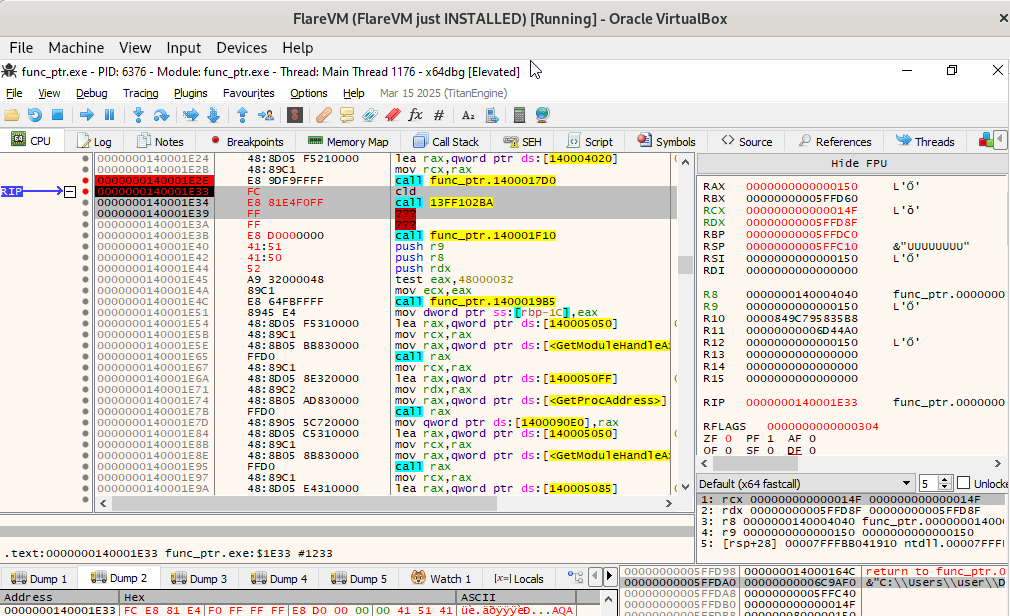 FlareVM (FlareVM just INSTALLED) [Running] - Oracle VirtualBox
File Machine View Input Devices Help
func_ptr.exe - PID: 6376 - Module: func_ptr.exe - Thread: Main Thread 1176 - x64dbg [Elevated]
File View Debug Tracing Plugins Favourites Options Help Mar 15 2025 (TitanEngine)
CPU Log Notes Breakpoints Memory Map Call Stack SEH Script Symbols Source References Threads
0000000140001E24 48:8D05 F5210000 lea rax,qword ptr ds:[140004020]
0000000140001E2B 48:89C1 mov rcx,rax
0000000140001E2E E8 9DF9FFFF call func_ptr.1400017D0
RIP 0000000140001E33 FC cld
0000000140001E34 E8 81E4F0FF call 13FF102BA
0000000140001E39 FF ???
0000000140001E3A FF ???
0000000140001E3B E8 D0000000 call func_ptr.140001F10
0000000140001E40 41:51 push r9
0000000140001E42 41:50 push r8
0000000140001E44 52 push rdx
0000000140001E45 A9 32000048 test eax,48000032
0000000140001E4A 89C1 mov ecx,eax
0000000140001E4C E8 64FBFFFF call func_ptr.1400019B5
0000000140001E51 8945 E4 mov dword ptr ss:[rbp-1C],eax
0000000140001E54 48:8D05 F5310000 lea rax,qword ptr ds:[140005050]
0000000140001E5B 48:89C1 mov rcx,rax
0000000140001E5E 48:8B05 BB830000 mov rax,qword ptr ds:[<GetModuleHandleA>
0000000140001E65 FFD0 call rax
0000000140001E67 48:89C1 mov rcx,rax
0000000140001E6A 48:8D05 8E320000 lea rax,qword ptr ds:[1400050FF]
0000000140001E71 48:89C2 mov rdx,rax
0000000140001E74 48:8B05 AD830000 mov rax,qword ptr ds:[<GetProcAddress>]
0000000140001E7B FFD0 call rax
0000000140001E7D 48:8905 5C720000 mov qword ptr ds:[1400090E0],rax
0000000140001E84 48:8D05 C5310000 lea rax,qword ptr ds:[140005050]
0000000140001E8B 48:89C1 mov rcx,rax
0000000140001E8E 48:8B05 8B830000 mov rax,qword ptr ds:[<GetModuleHandleA>
0000000140001E95 FFD0 call rax
0000000140001E97 48:89C1 mov rcx,rax
0000000140001E9A 48:8D05 E4310000 lea rax,qword ptr ds:[140005085]
Hide FPU
RAX 0000000000000150 L'Ő'
RBX 00000000005FFD60
RCX 000000000000014F L'ŏ'
RDX 00000000005FFD8F
RBP 00000000005FFDC0
RSP 00000000005FFC10 &"UUUUUUUU"
RSI 0000000000000150 L'Ő'
RDI 0000000000000000
R8 0000000140004040 func_ptr.0000000
R9 0000000000000150 L'Ő'
R10 0000849C795835B8
R11 00000000006D44A0
R12 0000000000000150 L'Ő'
R13 0000000000000000
R14 0000000000000000
R15 0000000000000000
RIP 0000000140001E33 func_ptr.0000000
RFLAGS 0000000000000304
ZF 0 PF 1 AF 0
OF 0 SF 0 DF 0
Default (x64 fastcall) 5 Unlocke
1: rcx 000000000000014F 000000000000014F
2: rdx 00000000005FFD8F 00000000005FFD8F
3: r8 0000000140004040 func_ptr.00000001400
4: r9 0000000000000150 0000000000000150
5: [rsp+28] 00007FFFBB041910 ntdll.00007FFF
.text:0000000140001E33 func_ptr.exe:$1E33 #1233
Dump 1 Dump 2 Dump 3 Dump 4 Dump 5 Watch 1 Locals
Address Hex ASCII
0000000140001E33 FC E8 81 E4 F0 FF FF FF E8 D0 00 00 00 41 51 41 üè.äðÿÿÿèÐ...AQA
00000000005FFD98 000000014000164C return to func_ptr.0
00000000005FFDA0 00000000006C9AF0 &"C:\\Users\\user\\D
00000000005FFDA8 00000000005FFC40
00000000005FFDB0 000000000000014F